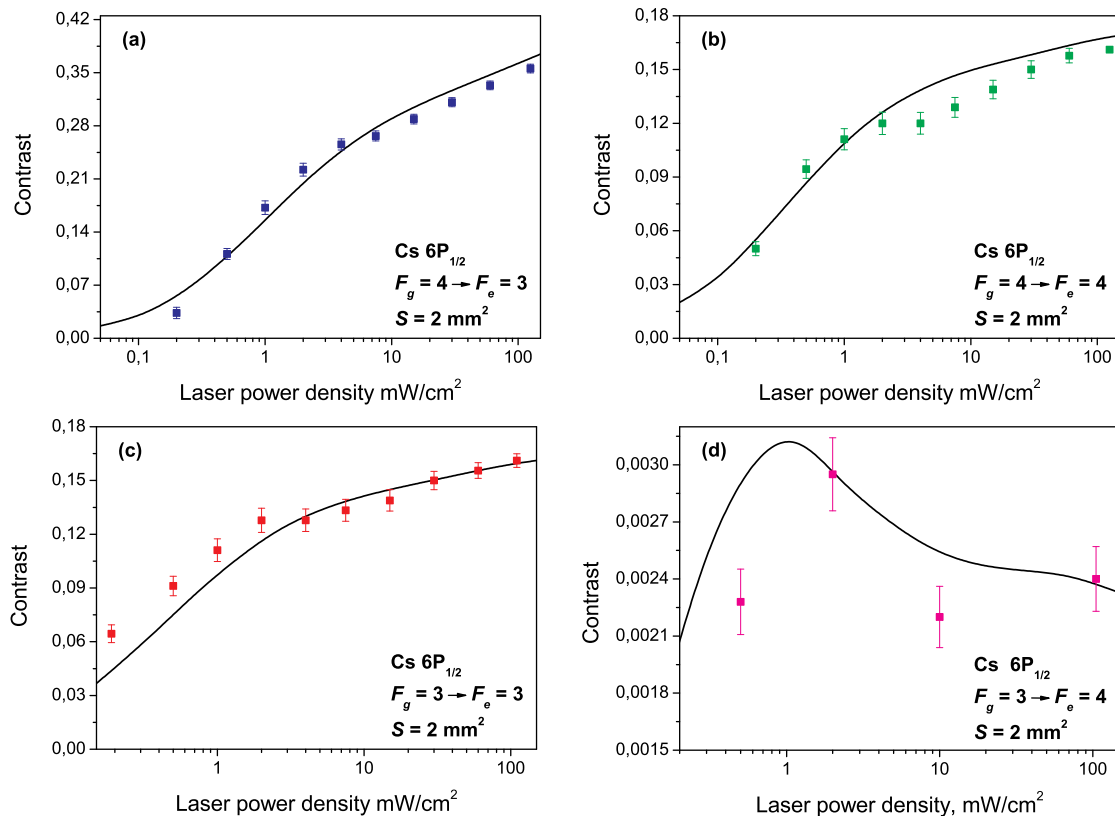 (a)
0,42
0,35
0,28
0,21
0,14
0,07
0,00
Contrast
Cs 6P1/2
Fg = 4 → Fe = 3
S = 2 mm2
0,1 1 10 100
Laser power density mW/cm2
(b)
0,18
0,15
0,12
0,09
0,06
0,03
0,00
Contrast
Cs 6P1/2
Fg = 4 → Fe = 4
S = 2 mm2
0,1 1 10 100
Laser power density mW/cm2
(c)
0,18
0,15
0,12
0,09
0,06
0,03
0,00
Contrast
Cs 6P1/2
Fg = 3 → Fe = 3
S = 2 mm2
1 10 100
Laser power density mW/cm2
(d)
0,0030
0,0027
0,0024
0,0021
0,0018
0,0015
Contrast
Cs 6P1/2
Fg = 3 → Fe = 4
S = 2 mm2
1 10 100
Laser power density, mW/cm2